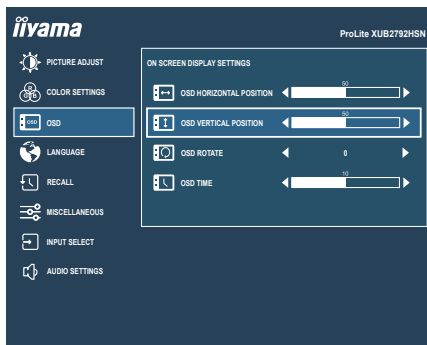 iiyama
ProLite XUB2792HSN
PICTURE ADJUST
COLOR SETTINGS
R
G B
OSD
OSD
LANGUAGE
RECALL
MISCELLANEOUS
INPUT SELECT
AUDIO SETTINGS
ON SCREEN DISPLAY SETTINGS
OSD HORIZONTAL POSITION
50
OSD VERTICAL POSITION
50
OSD ROTATE
0
OSD TIME
10